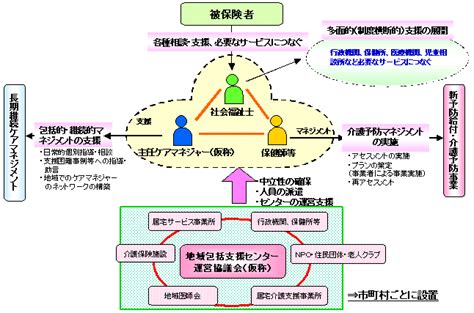 被保険者
各種相談・支援、必要なサービスにつなぐ
多面的(制度横断的)支援の展開
行政機関、保健所、医療機関、児童相
談所など必要なサービスにつなぐ
長期継続ケアマネジメント
新予防給付・介護予防事業
社会福祉士
支援
マネジメント
主任ケアマネジャー(仮称)
保健師等
包括的・継続的マ
ネジメントの支援
・日常的個別指導・相談
・支援困難事例等への指導・
助言
・地域でのケアマネジャー
のネットワークの構築
介護予防マネジメント
の実施
・アセスメントの実施
・プランの策定
(事業者による事業実施)
・再アセスメント
・中立性の確保
・人員の派遣
・センターの運営支援
居宅サービス事業所
行政機関、保健所等
介護保険施設
地域包括支援センター
運営協議会(仮称)
NPO・住民団体・老人クラブ
地域医師会
居宅介護支援事業所
⇒市町村ごとに設置